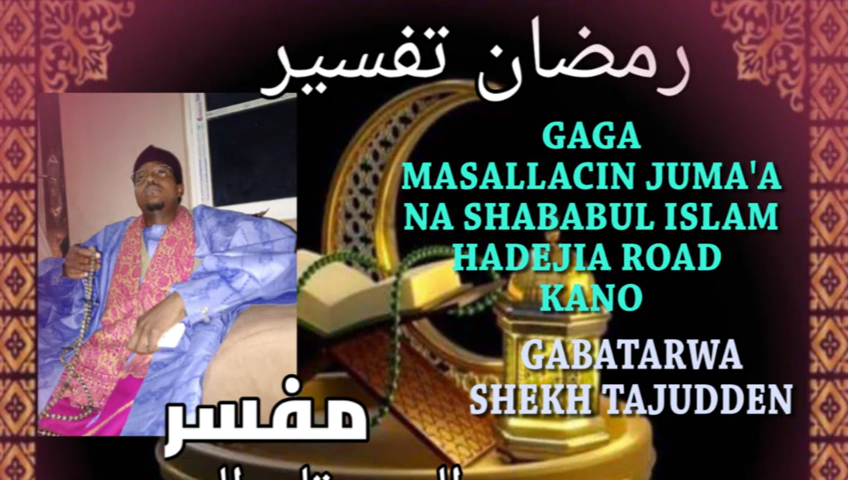 رمضان تفسير
GAGA
MASALLACIN JUMA'A
NA SHABABUL ISLAM
HADEJIA ROAD
KANO
GABATARWA
SHEKH TAJUDDEN
مفسر